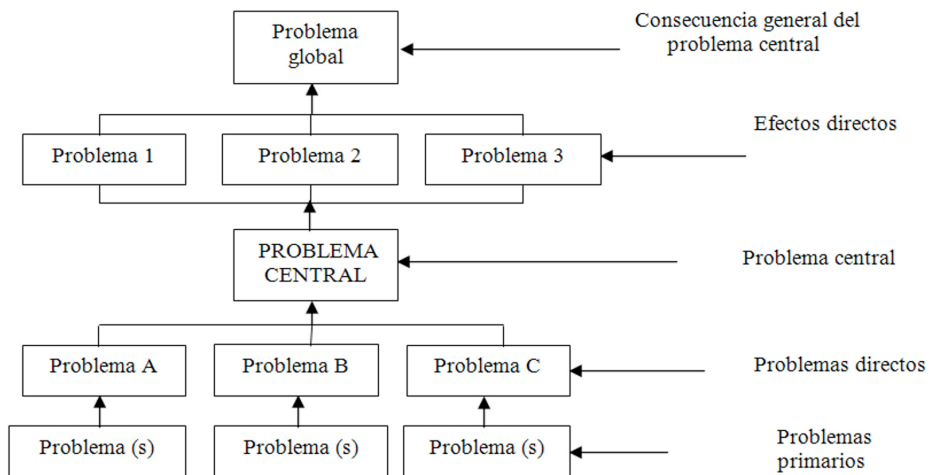 Problema
global
Consecuencia general del
problema central
Efectos directos
Problema 1
Problema 2
Problema 3
PROBLEMA
CENTRAL
Problema central
Problema A
Problema B
Problema C
Problemas directos
Problema (s)
Problema (s)
Problema (s)
Problemas
primarios